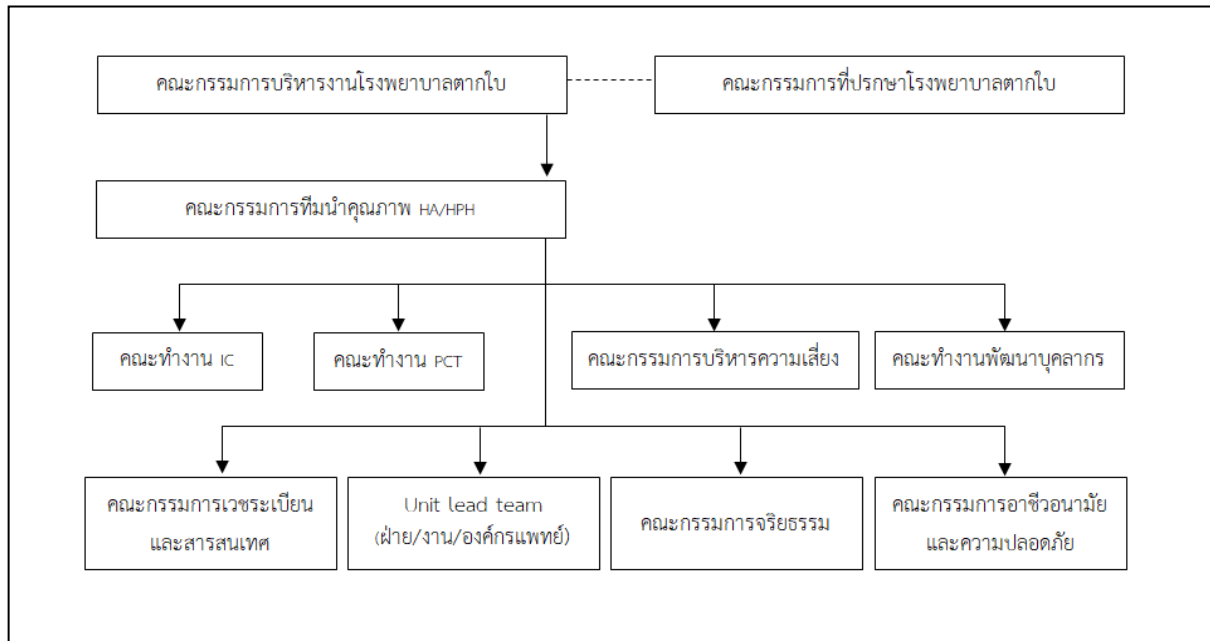 คณะกรรมการบริหารงานโรงพยาบาลตากใบ
คณะกรรมการที่ปรกษาโรงพยาบาลตากใบ
คณะกรรมการทีมนำคุณภาพ HA/HPH
คณะทำงาน IC
คณะทำงาน PCT
คณะกรรมการบริหารความเสี่ยง
คณะทำงานพัฒนาบุคลากร
คณะกรรมการเวชระเบียน
และสารสนเทศ
Unit lead team
(ฝ่าย/งาน/องค์กรแพทย์)
คณะกรรมการจริยธรรม
คณะกรรมการอาชีวอนามัย
และความปลอดภัย